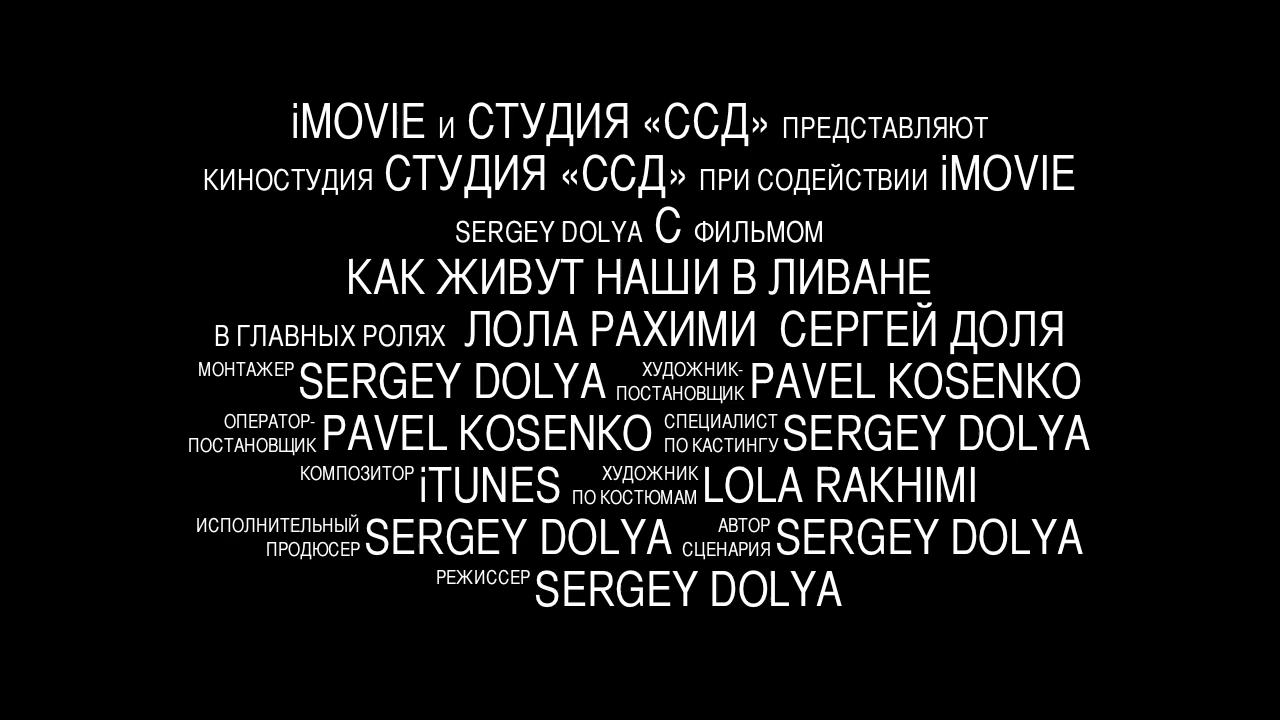 iMOVIE И СТУДИЯ «ССД» ПРЕДСТАВЛЯЮТ
КИНОСТУДИЯ СТУДИЯ «ССД» ПРИ СОДЕЙСТВИИ iMOVIE
SERGEY DOLYA С ФИЛЬМОМ
КАК ЖИВУТ НАШИ В ЛИВАНЕ
В ГЛАВНЫХ РОЛЯХ ЛОЛА РАХИМИ СЕРГЕЙ ДОЛЯ
МОНТАЖЕР SERGEY DOLYA ХУДОЖНИК-ПОСТАНОВЩИК PAVEL KOSENKO
ОПЕРАТОР-ПОСТАНОВЩИК PAVEL KOSENKO СПЕЦИАЛИСТ ПО КАСТИНГУ SERGEY DOLYA
КОМПОЗИТОР iTUNES ХУДОЖНИК ПО КОСТЮМАМ LOLA RAKHIMI
ИСПОЛНИТЕЛЬНЫЙ ПРОДЮСЕР SERGEY DOLYA АВТОР СЦЕНАРИЯ SERGEY DOLYA
РЕЖИССЕР SERGEY DOLYA